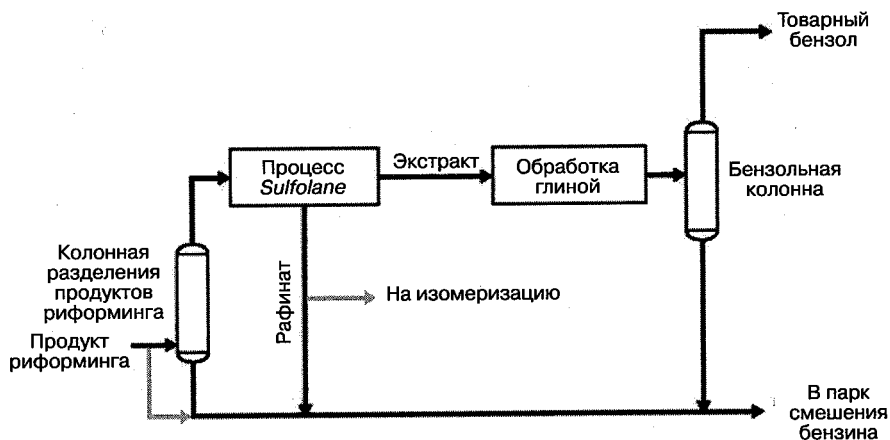 Товарный
бензол
Процесс
Sulfolane
Экстракт
Обработка
глиной
Бензольная
колонна
Колонная
разделения
продуктов
риформинга
Рафинат
На изомеризацию
Продукт
риформинга
В парк
смешения
бензина